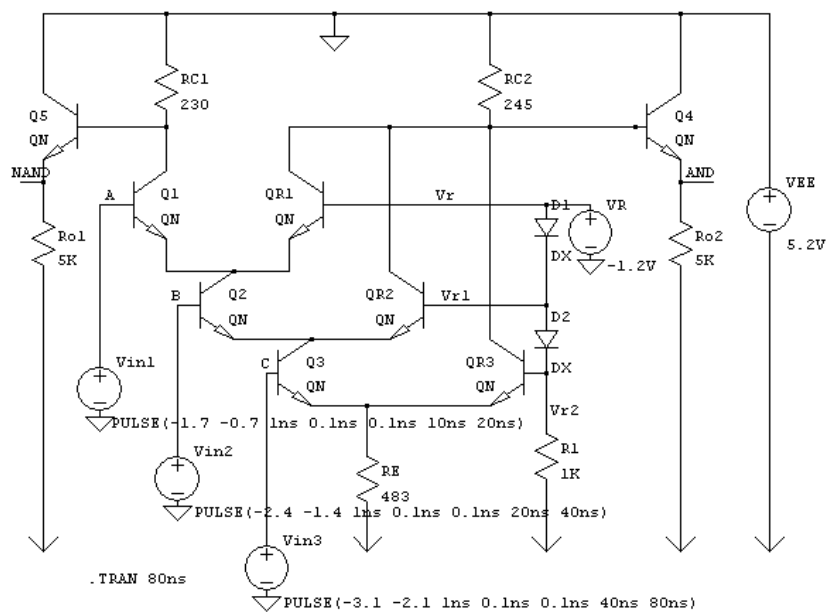 RC1
230
RC2
245
Q5
QN
Q4
QN
NAND
AND
VEE
5.2V
A
Q1
QN
QR1
QN
Vr
D1
VR
DX
-1.2V
Ro1
5K
Ro2
5K
B
Q2
QN
QR2
QN
Vr1
D2
DX
C
Q3
QN
QR3
QN
Vr2
Vin1
PULSE(-1.7 -0.7 1ns 0.1ns 0.1ns 10ns 20ns)
R1
1K
Vin2
RE
483
PULSE(-2.4 -1.4 1ns 0.1ns 0.1ns 20ns 40ns)
Vin3
.TRAN 80ns
PULSE(-3.1 -2.1 1ns 0.1ns 0.1ns 40ns 80ns)